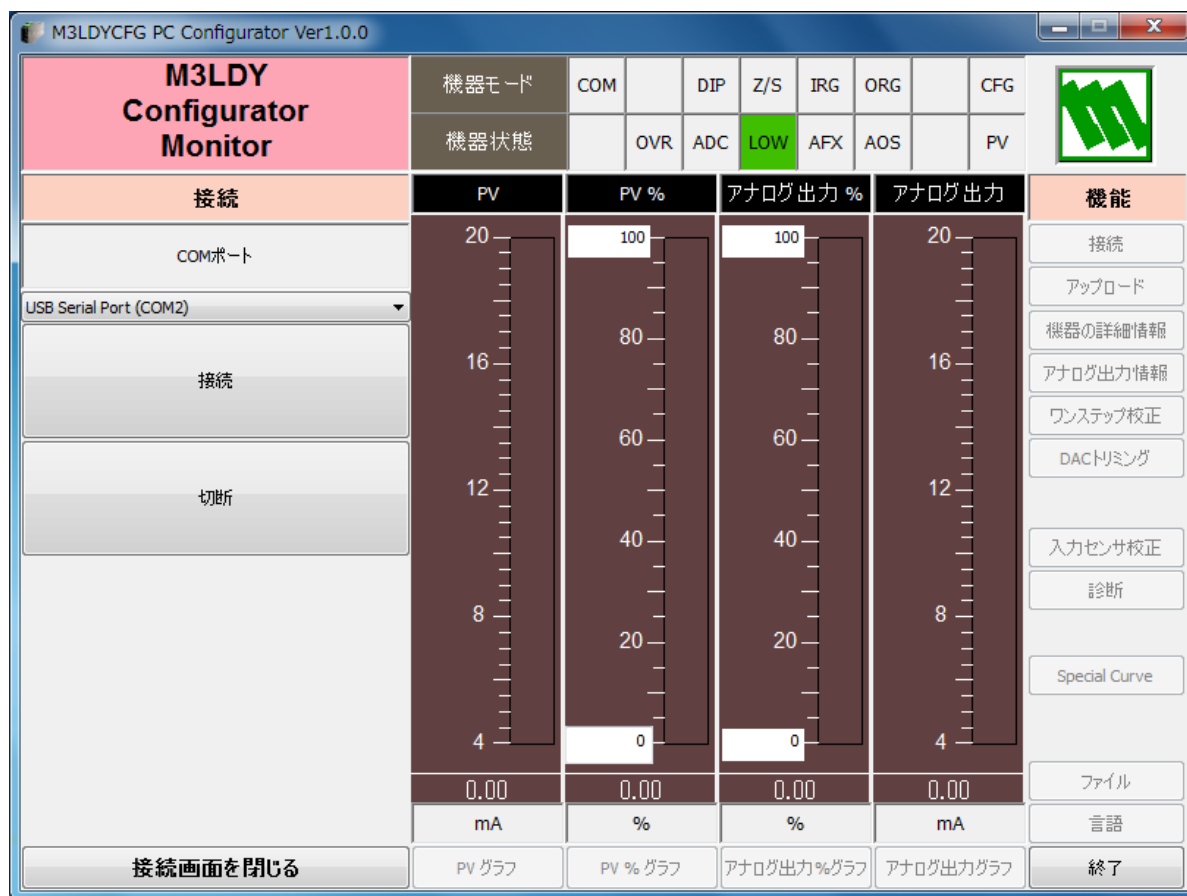 M3LDYCFG PC Configurator Ver1.0.0
M3LDY
Configurator
Monitor
機器モード
COM
DIP
Z/S
IRG
ORG
CFG
機器状態
OVR
ADC
LOW
AFX
AOS
PV
接続
COMポート
USB Serial Port (COM2)
接続
切断
接続画面を閉じる
PV
20
16
12
8
4
0.00
mA
PV グラフ
PV %
100
80
60
40
20
0
0.00
%
PV % グラフ
アナログ出力 %
100
80
60
40
20
0
0.00
%
アナログ出力%グラフ
アナログ出力
20
16
12
8
4
0.00
mA
アナログ出力グラフ
機能
接続
アップロード
機器の詳細情報
アナログ出力情報
ワンステップ校正
DACトリミング
入力センサ校正
診断
Special Curve
ファイル
言語
終了